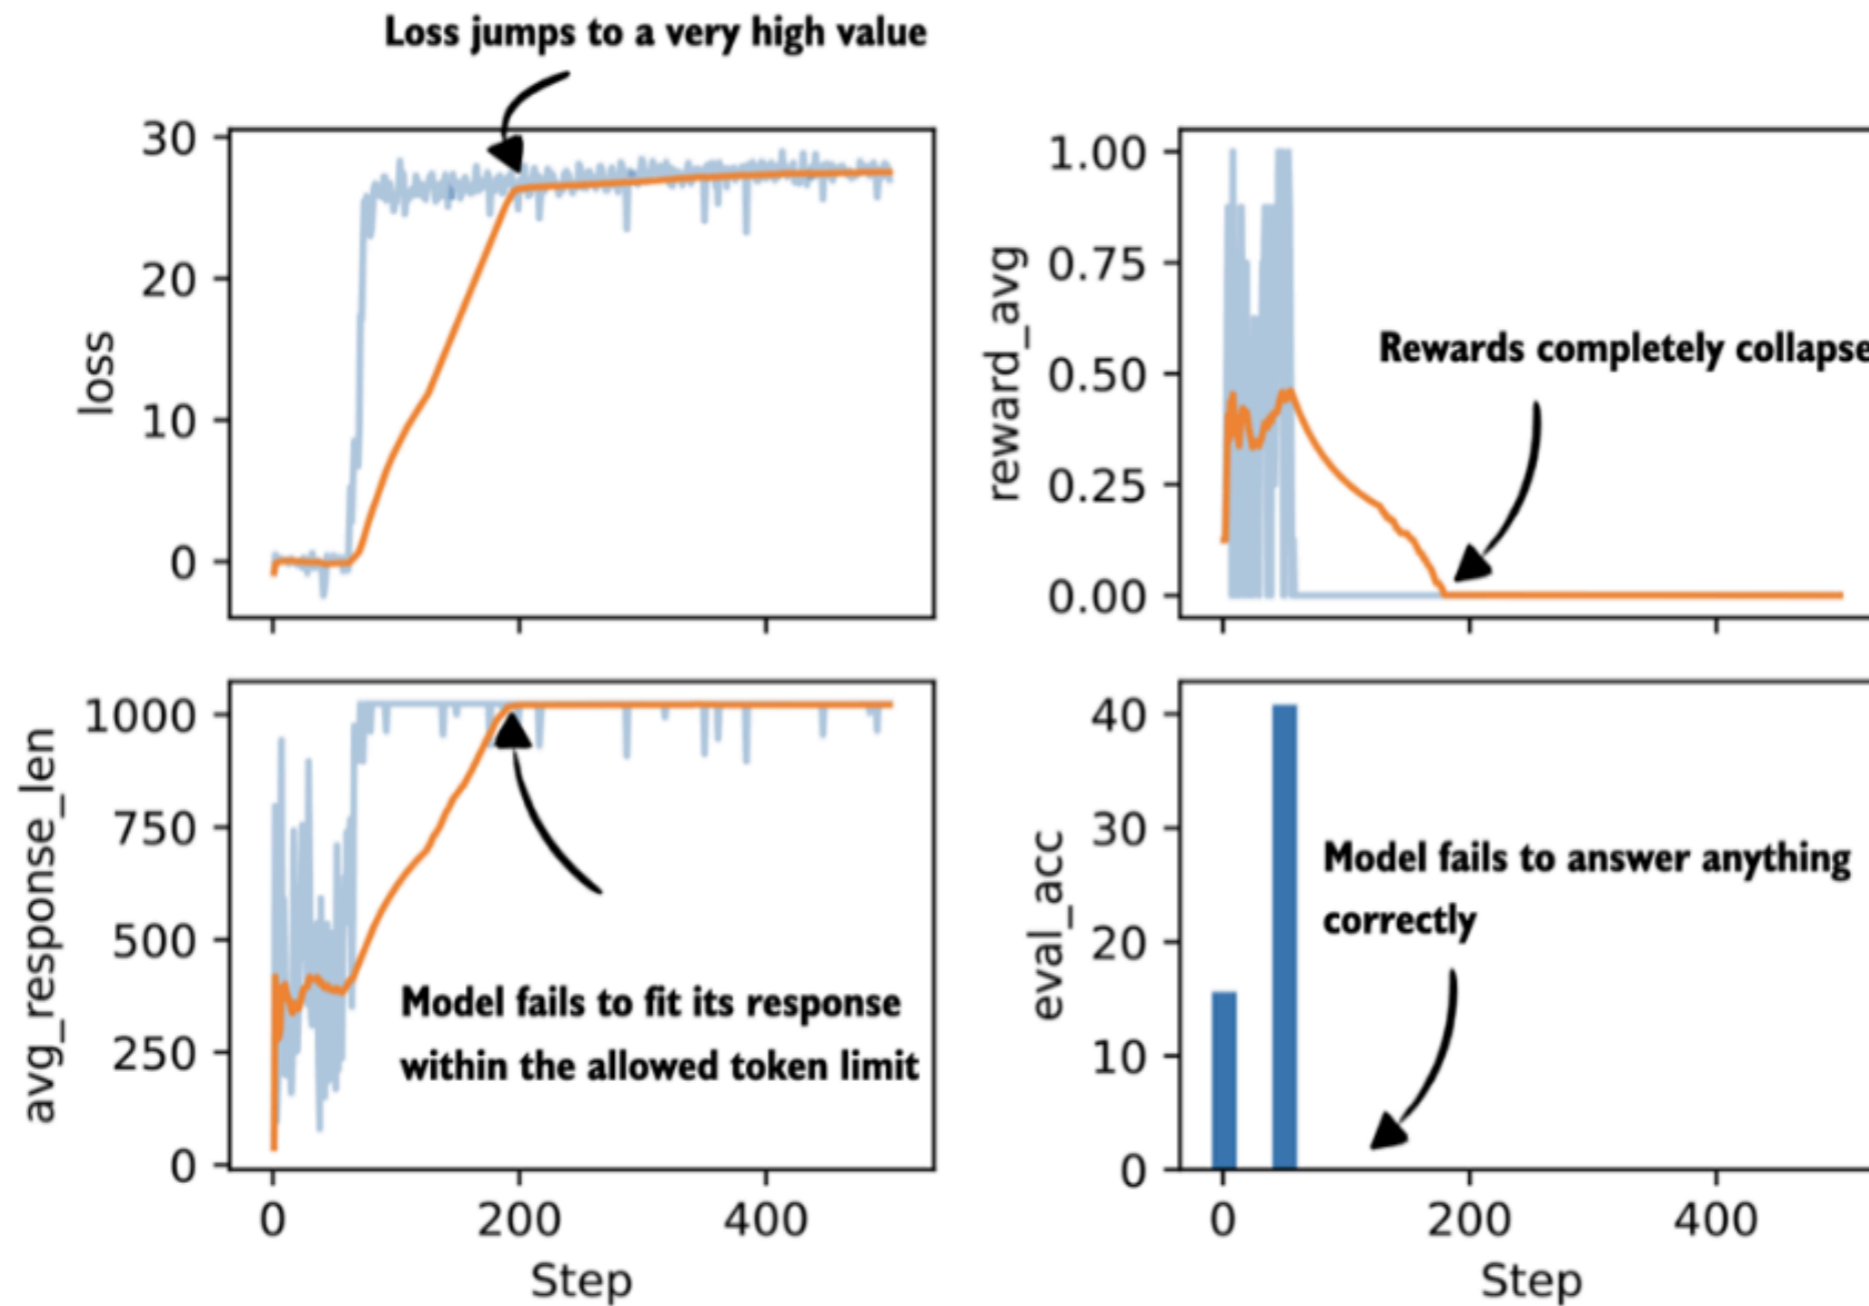 Loss jumps to a very high value
30
20
10
0
loss
1.00
0.75
0.50
0.25
0.00
reward_avg
Rewards completely collapse
1000
750
500
250
0
avg_response_len
Model fails to fit its response
within the allowed token limit
0 200 400
Step
40
30
20
10
0
eval_acc
Model fails to answer anything
correctly
0 200 400
Step